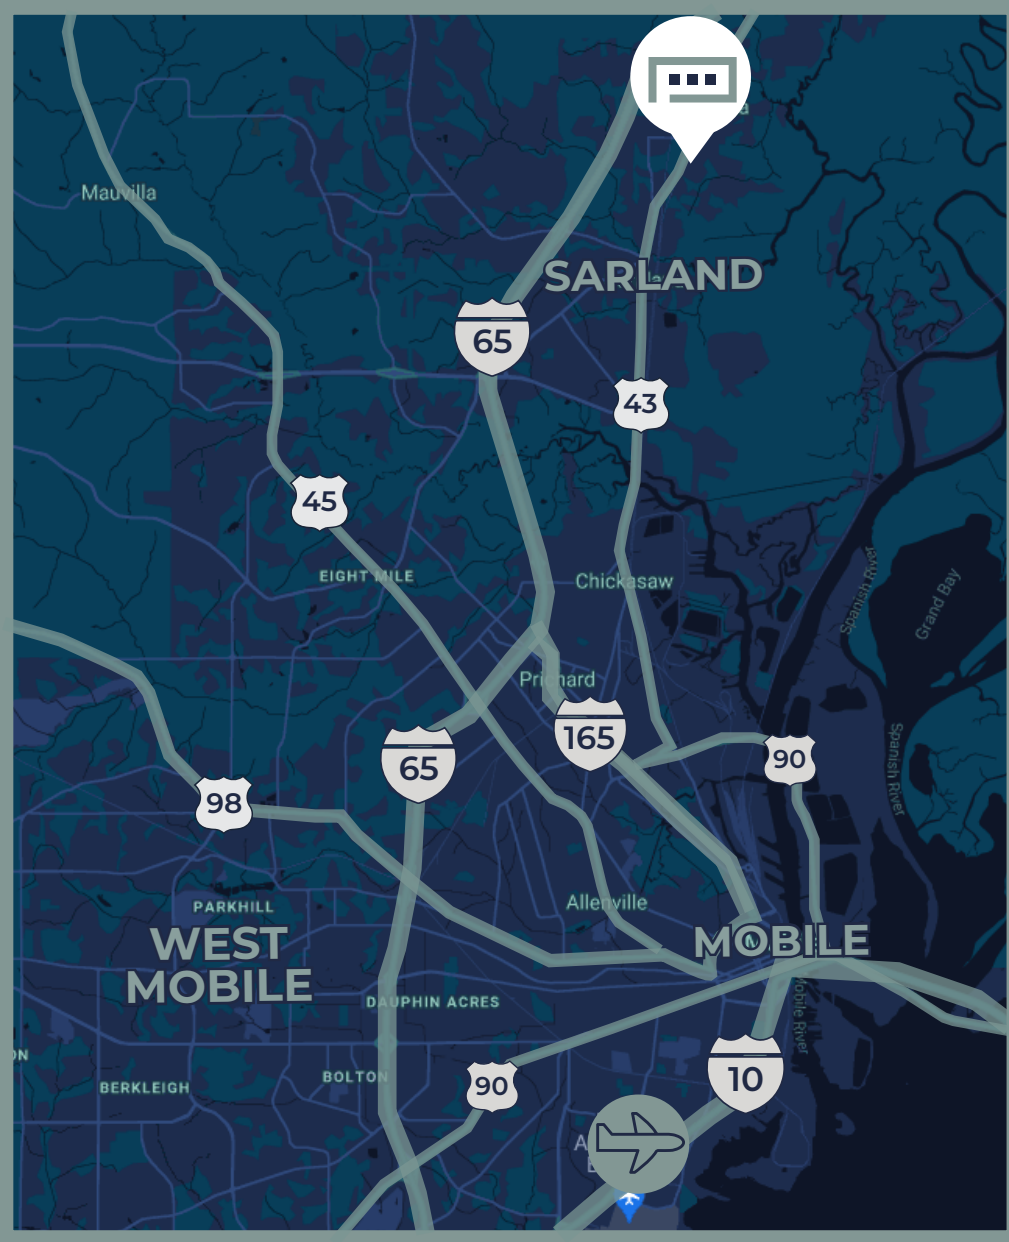 Mauvilla
SARLAND
65
43
45
EIGHT MILE
Chickasaw
Spanish River
Grand Bay
Prichard
165
65
90
Spanish River
98
Allenville
PARKHILL
WEST
MOBILE
MOBILE
DAUPHIN ACRES
Mobile River
ON
10
BOLTON
90
BERKLEIGH